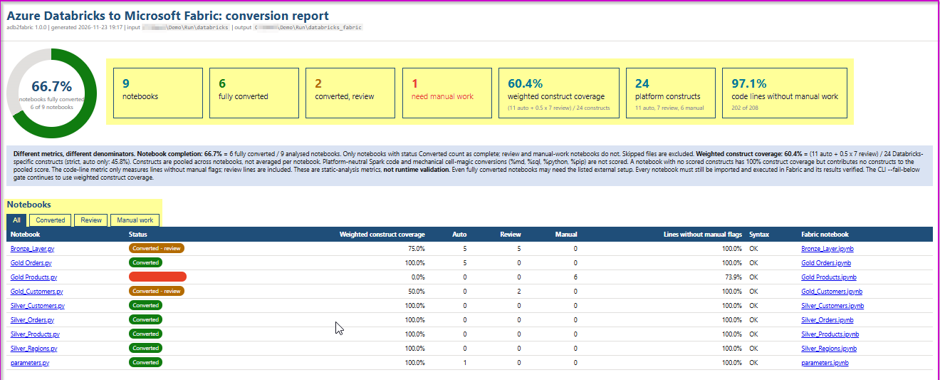 Azure Databricks to Microsoft Fabric: conversion report
adb2fabric 1.0.0 | generated 2026-11-23 19:17 | input \Demo\Kun\databricks | output C \Demo\Kun\databricks_fabric
66.7%
notebooks fully converted
6 of 9 notebooks
9
notebooks
6
fully converted
2
converted, review
1
need manual work
60.4%
weighted construct coverage
(11 auto + 0.5 x 7 review) / 24 constructs
24
platform constructs
11 auto, 7 review, 6 manual
97.1%
code lines without manual work
202 of 208
Different metrics, different denominators. Notebook completion: 66.7% = 6 fully converted / 9 analysed notebooks. Only notebooks with status Converted count as complete; review and manual-work notebooks do not. Skipped files are excluded. Weighted construct coverage: 60.4% = (11 auto + 0.5 x 7 review) / 24 Databricks-
specific constructs (strict, auto only: 45.8%). Constructs are pooled across notebooks, not averaged per notebook. Platform-neutral Spark code and mechanical cell-magic conversions (%md, %sql, %python, %pip) are not scored. A notebook with no scored constructs has 100% construct coverage but contributes no constructs to the
pooled score. The code-line metric only measures lines without manual flags; review lines are included. These are static-analysis metrics, not runtime validation. Even fully converted notebooks may need the listed external setup. Every notebook must still be imported and executed in Fabric and its results verified. The CLI --fail-below
gate continues to use weighted construct coverage.
Notebooks
All Converted Review Manual work
Notebook Status Weighted construct coverage Auto Review Manual Lines without manual flags Syntax Fabric notebook
Bronze_Layer.py Converted - review 75.0% 5 5 0 100.0% OK Bronze_Layer.ipynb
Gold Orders.py Converted 100.0% 5 0 0 100.0% OK Gold Orders.ipynb
Gold Products.py 0.0% 0 0 6 73.9% OK Gold Products.ipynb
Gold_Customers.py Converted - review 50.0% 0 2 0 100.0% OK Gold_Customers.ipynb
Silver_Customers.py Converted 100.0% 0 0 0 100.0% OK Silver_Customers.ipynb
Silver_Orders.py Converted 100.0% 0 0 0 100.0% OK Silver_Orders.ipynb
Silver_Products.py Converted 100.0% 0 0 0 100.0% OK Silver_Products.ipynb
Silver_Regions.py Converted 100.0% 0 0 0 100.0% OK Silver_Regions.ipynb
parameters.py Converted 100.0% 1 0 0 100.0% OK parameters.ipynb